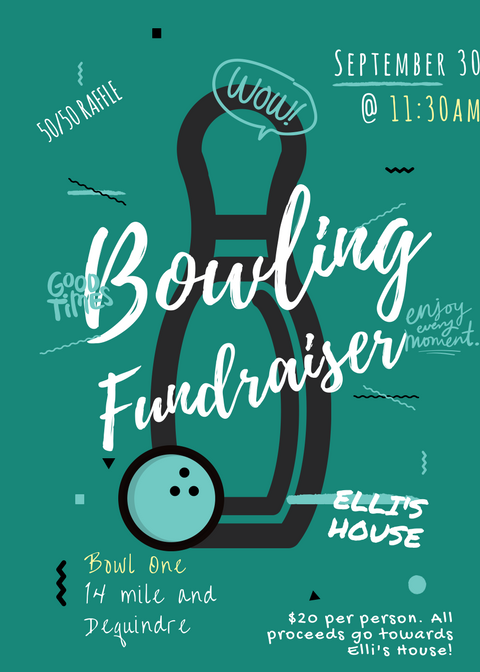 September 30
@ 11:30AM
50/50 RAFFLE
WOW!
Bowling
Fundraiser
GOOD
TIMES
enjoy
every
moment.
ELLI'S
HOUSE
Bowl One
14 mile and
Dequindre
$20 per person. All
proceeds go towards
Elli's House!